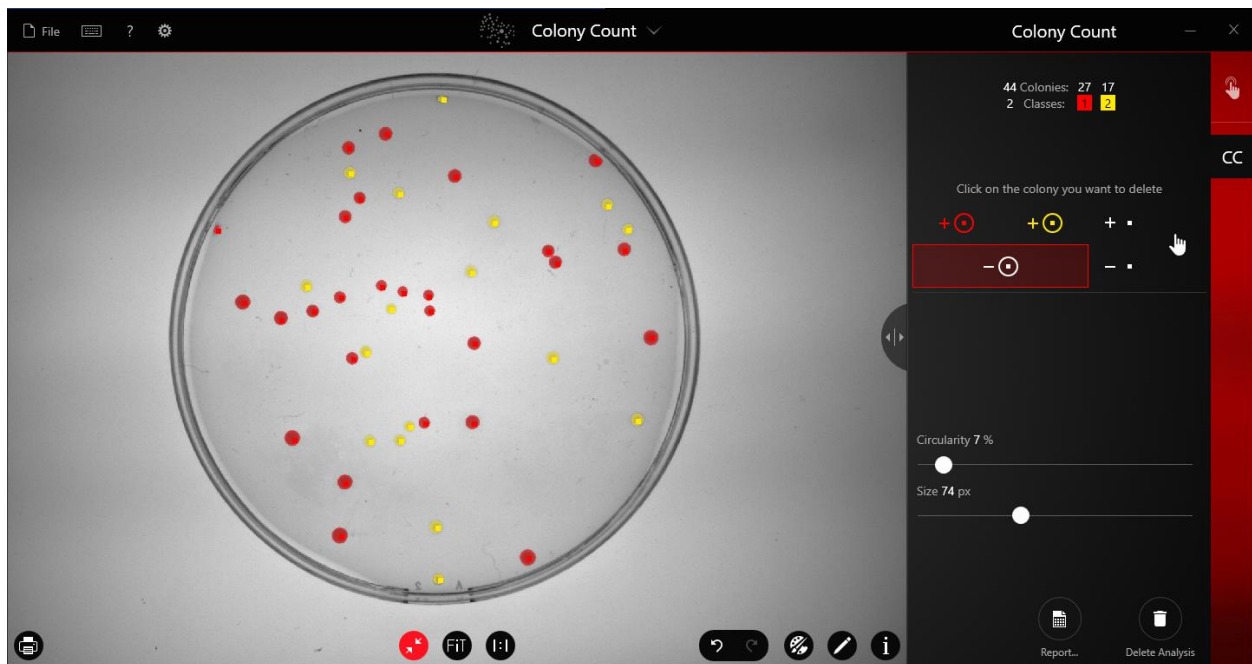 File
?
Colony Count
Colony Count
44 Colonies: 27 17
2 Classes: 1 2
CC
Click on the colony you want to delete
Circularity 7 %
Size 74 px
FiT
1:1
i
Report...
Delete Analysis